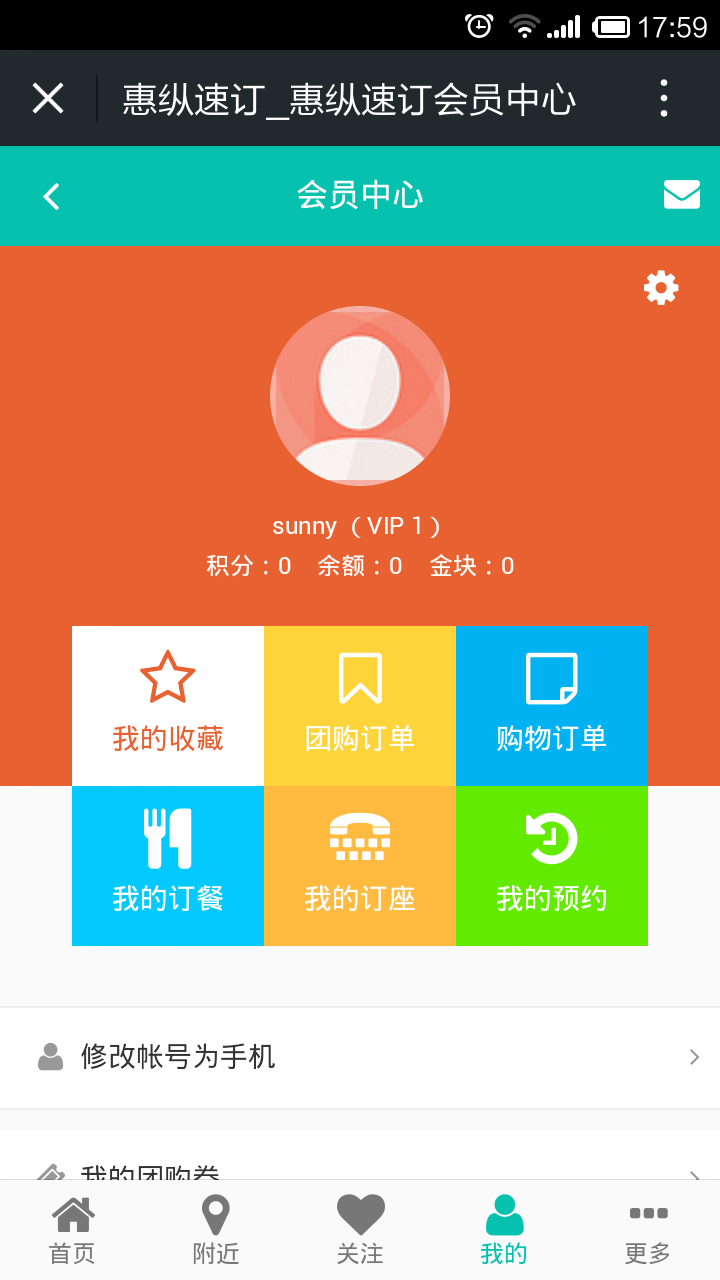 17:59
惠纵速订_惠纵速订会员中心
会员中心
sunny（VIP 1）
积分：0 余额：0 金块：0
我的收藏 团购订单 购物订单
我的订餐 我的订座 我的预约
修改帐号为手机
我的团购券
首页 附近 关注 我的 更多